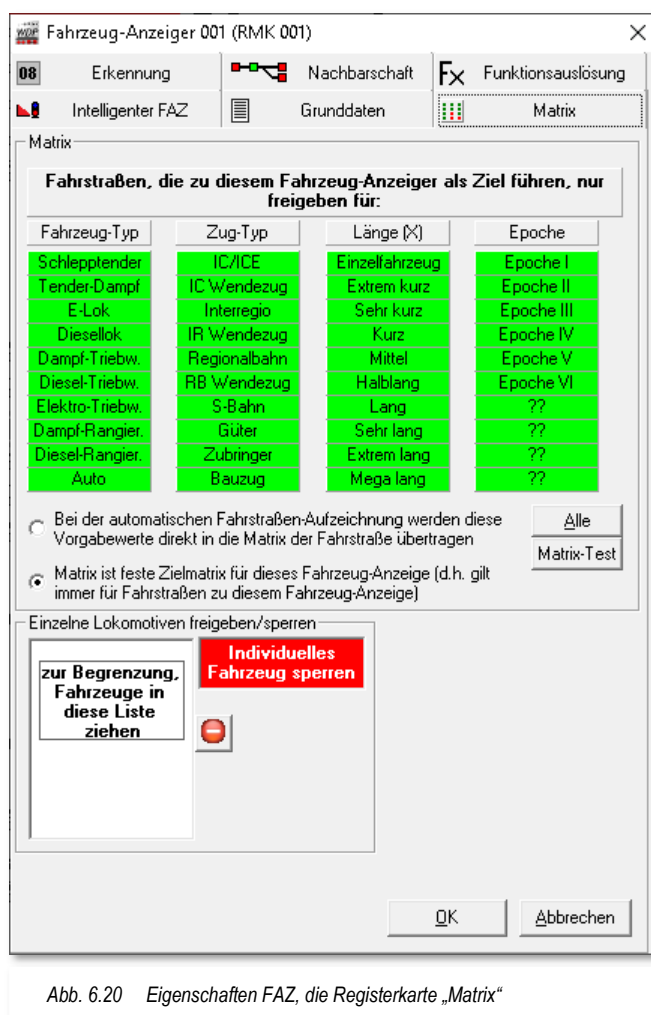 Fahrzeug-Anzeiger 001 (RMK 001)
08 Erkennung Nachbarschaft Fx Funktionsauslösung
Intelligenter FAZ Grunddaten Matrix
Matrix
Fahrstraßen, die zu diesem Fahrzeug-Anzeiger als Ziel führen, nur
freigeben für:
Fahrzeug-Typ Zug-Typ Länge (X) Epoche
Schlepptender IC/ICE Einzelfahrzeug Epoche I
Tender-Dampf IC Wendezug Extrem kurz Epoche II
E-Lok Interregio Sehr kurz Epoche III
Diesellok IR Wendezug Kurz Epoche IV
Dampf-Triebw. Regionalbahn Mittel Epoche V
Diesel-Triebw. RB Wendezug Halblang Epoche VI
Elektro-Triebw. S-Bahn Lang ??
Dampf-Rangier. Güter Sehr lang ??
Diesel-Rangier. Zubringer Extrem lang ??
Auto Bauzug Mega lang ??
Bei der automatischen Fahrstraßen-Aufzeichnung werden diese
Vorgabewerte direkt in die Matrix der Fahrstraße übertragen
Alle
Matrix-Test
Matrix ist feste Zielmatrix für dieses Fahrzeug-Anzeige (d.h. gilt
immer für Fahrstraßen zu diesem Fahrzeug-Anzeige)
Einzelne Lokomotiven freigeben/sperren
zur Begrenzung,
Fahrzeuge in
diese Liste
ziehen
Individuelles
Fahrzeug sperren
OK Abbrechen
Abb. 6.20 Eigenschaften FAZ, die Registerkarte „Matrix“